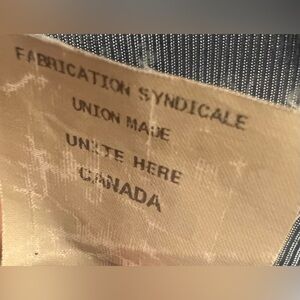 FABRICATION SYNDICALE
UNION MADE
UNITE HERE
CANADA